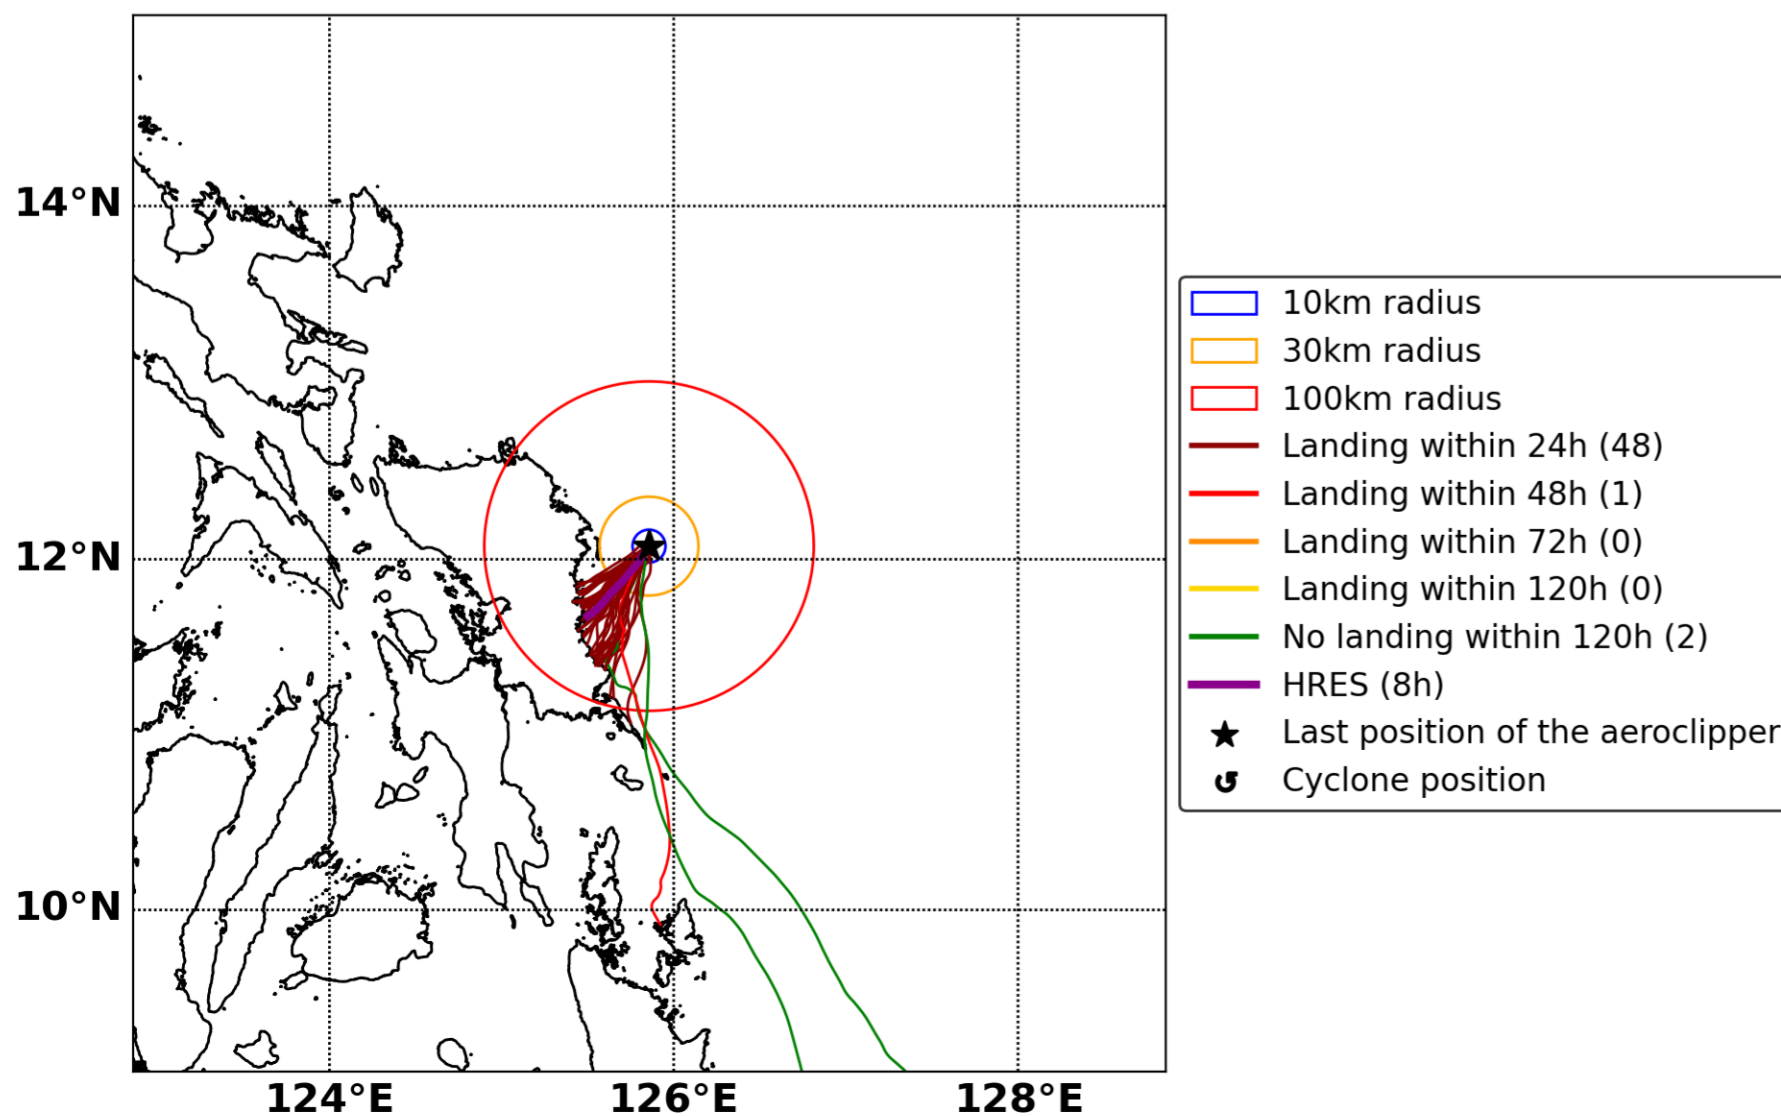 14°N
12°N
10°N
124°E
126°E
128°E
10km radius
30km radius
100km radius
Landing within 24h (48)
Landing within 48h (1)
Landing within 72h (0)
Landing within 120h (0)
No landing within 120h (2)
HRES (8h)
Last position of the aeroclipper
Cyclone position